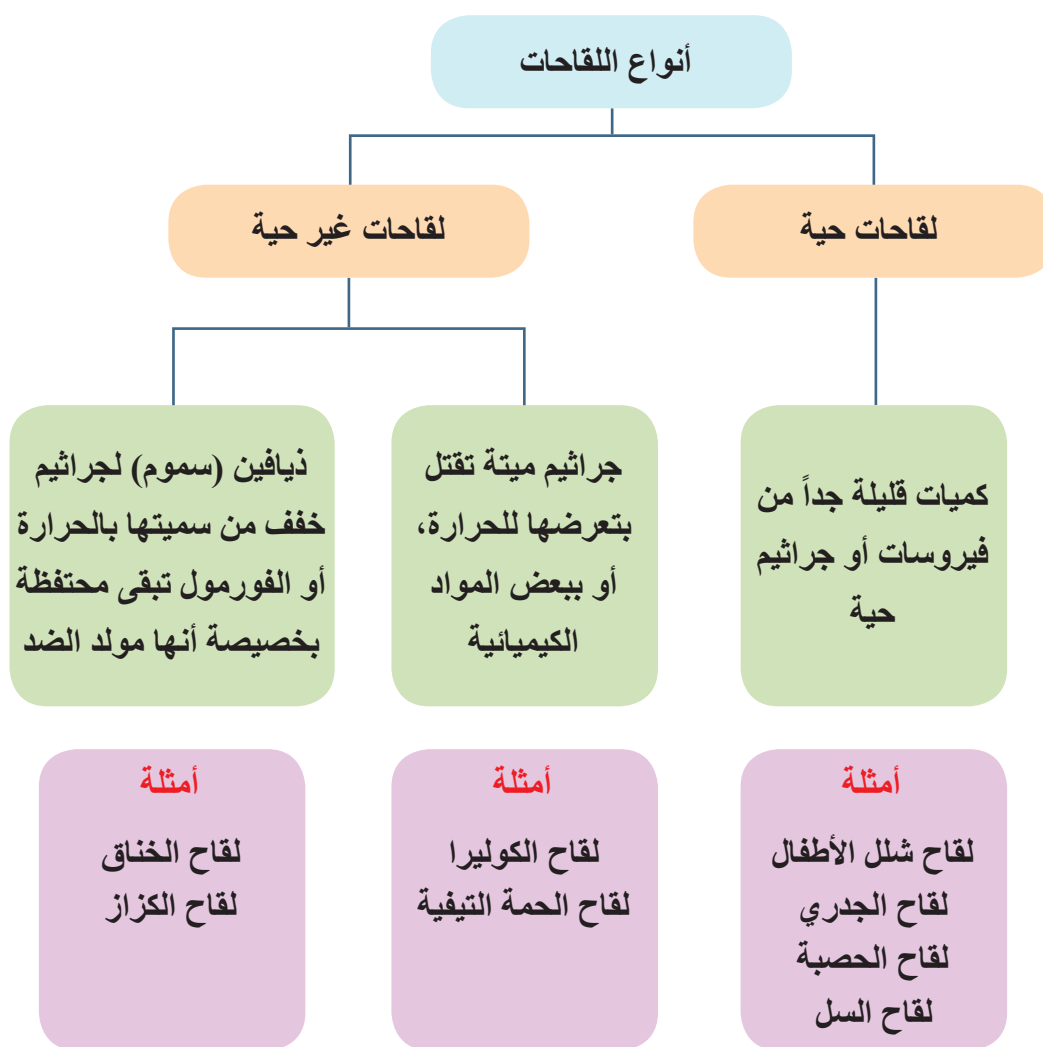 أنواع اللقاحات
لقاحات حية
لقاحات غير حية
كميات قليلة جداً من
فيروسات أو جراثيم
حية
جراثيم ميتة تقتل
بتعرضها للحرارة،
أو ببعض المواد
الكيميائية
ذيافين (سموم) لجراثيم
خفف من سميتها بالحرارة
أو الفورمول تبقى محتفظة
بخصيصة أنها مولد الضد
أمثلة
لقاح شلل الأطفال
لقاح الجدري
لقاح الحصبة
لقاح السل
أمثلة
لقاح الكوليرا
لقاح الحمة التيفية
أمثلة
لقاح الخناق
لقاح الكزاز